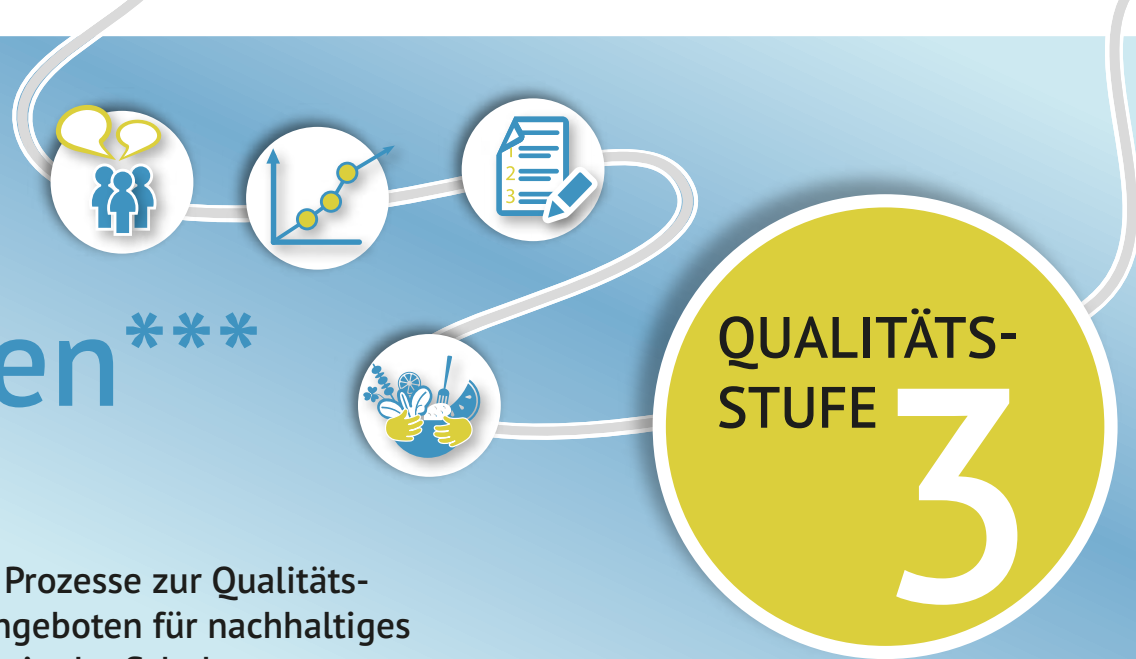 1
2
3
en***
QUALITÄTS-
STUFE 3
Prozesse zur Qualitäts-
ngeboten für nachhaltiges